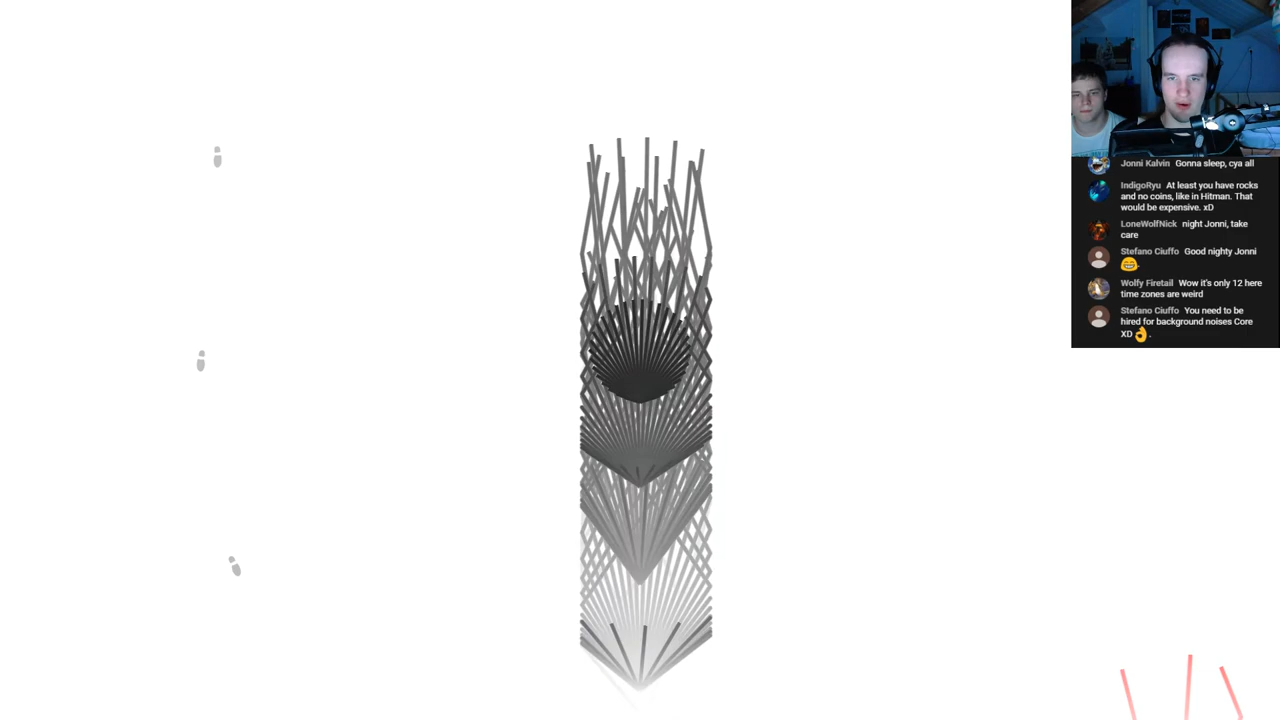 Jonni Kalvin Gonna sleep, cya all
IndigoRyu At least you have rocks
and no coins, like in Hitman. That
would be expensive. xD
LoneWolfNick night Jonni, take
care
Stefano Ciuffo Good nighty Jonni
😁.
Wolfy Firetail Wow it's only 12 here
time zones are weird
Stefano Ciuffo You need to be
hired for background noises Core
XD👌.